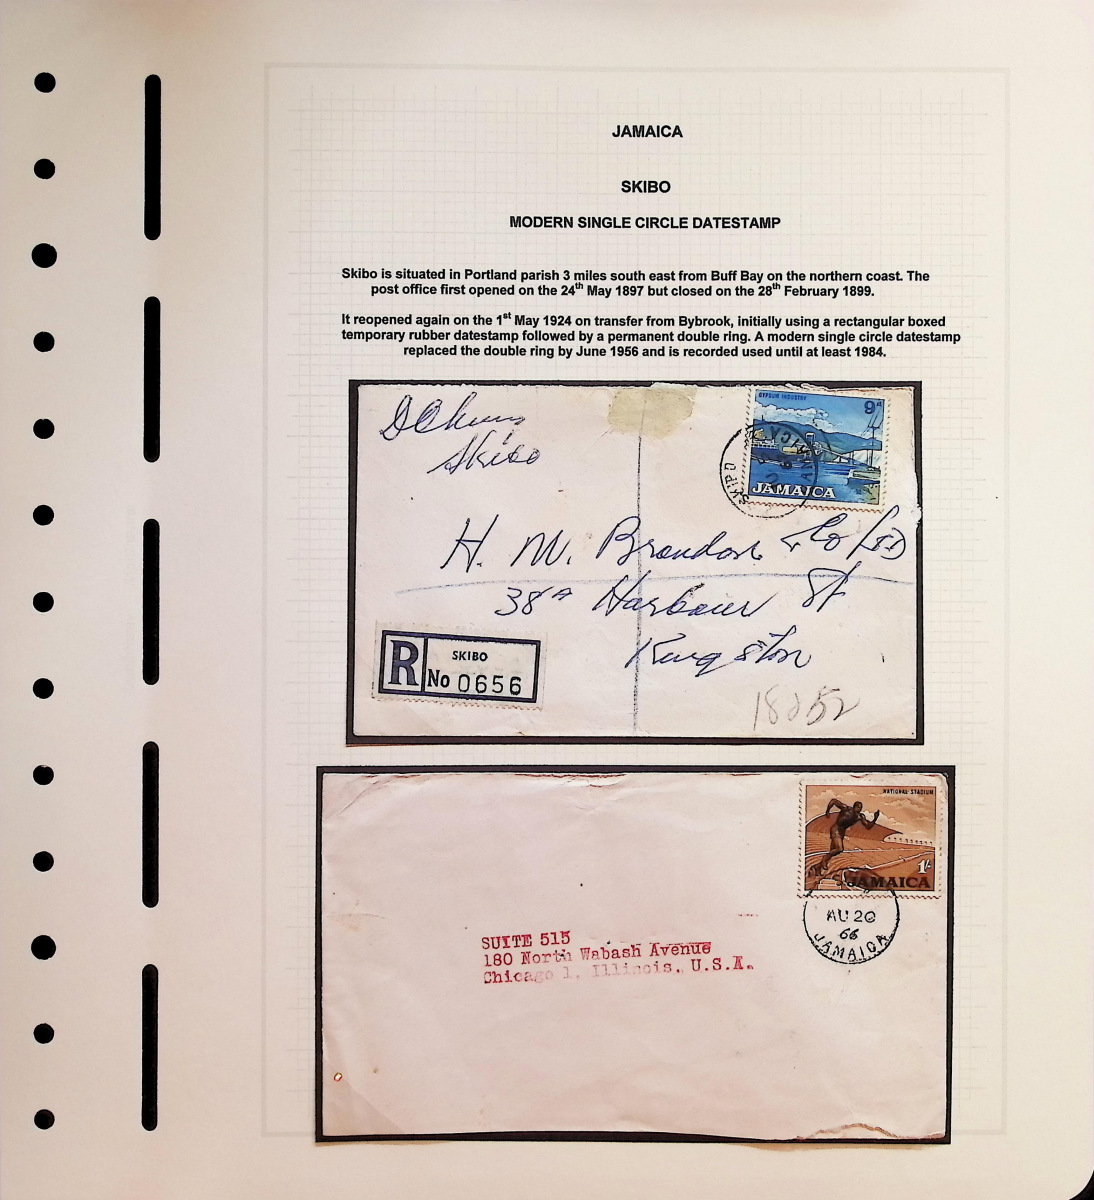 JAMAICA
SKIBO
MODERN SINGLE CIRCLE DATESTAMP
Skibo is situated in Portland parish 3 miles south east from Buff Bay on the northern coast. The
post office first opened on the 24th May 1897 but closed on the 28th February 1899.
It reopened again on the 1st May 1924 on transfer from Bybrook, initially using a rectangular boxed
temporary rubber datestamp followed by a permanent double ring. A modern single circle datestamp
replaced the double ring by June 1956 and is recorded used until at least 1984.
Skibo
GYPSUM INDUSTRY
9d
JAMAICA
H. M. Brandon & Co Ltd
38A Harbour St
Kingston
R
SKIBO
No 0656
NATIONAL STADIUM
1/-
JAMAICA
AU 20
66
JAMAICA
SUITE 515
180 North Wabash Avenue
Chicago 1, Illinois, U.S.A.